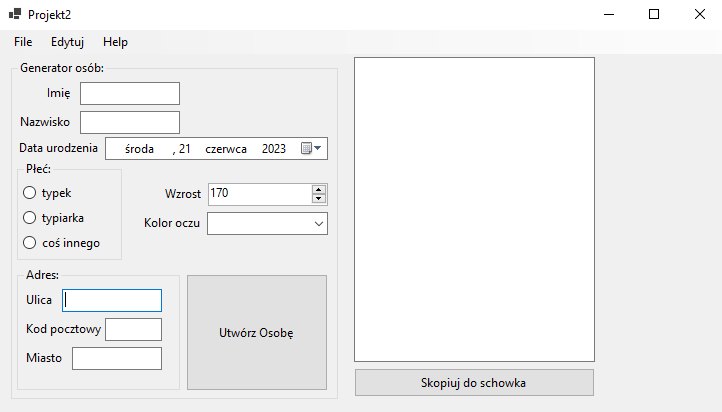 Projekt2
File Edytuj Help
Generator osób:
Imię
Nazwisko
Data urodzenia środa , 21 czerwca 2023
Płeć:
typek
typiarka
coś innego
Wzrost 170
Kolor oczu
Adres:
Ulica
Kod pocztowy
Miasto
Utwórz Osobę
Skopiuj do schowka